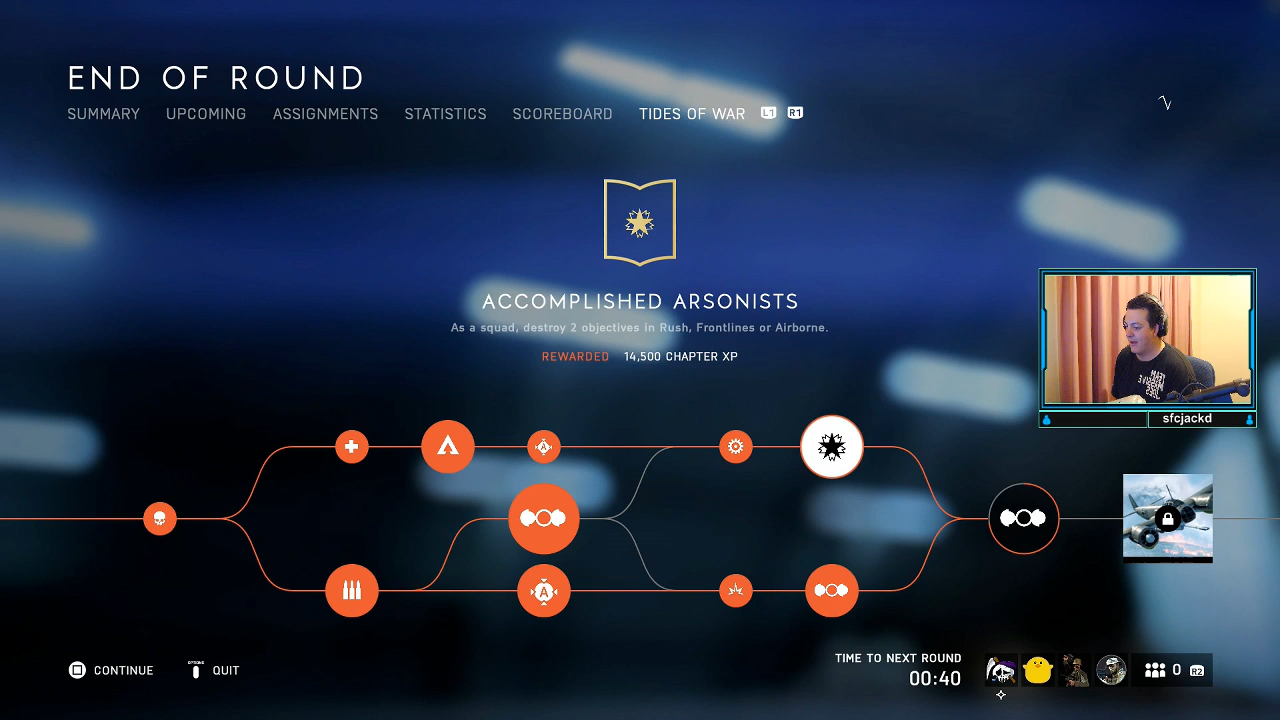 END OF ROUND
SUMMARY UPCOMING ASSIGNMENTS STATISTICS SCOREBOARD TIDES OF WAR L1 R1
ACCOMPLISHED ARSONISTS
As a squad, destroy 2 objectives in Rush, Frontlines or Airborne.
REWARDED 14,500 CHAPTER XP
sfcjackd
A
A
CONTINUE
OPTIONS
QUIT
TIME TO NEXT ROUND
00:40
0 R2